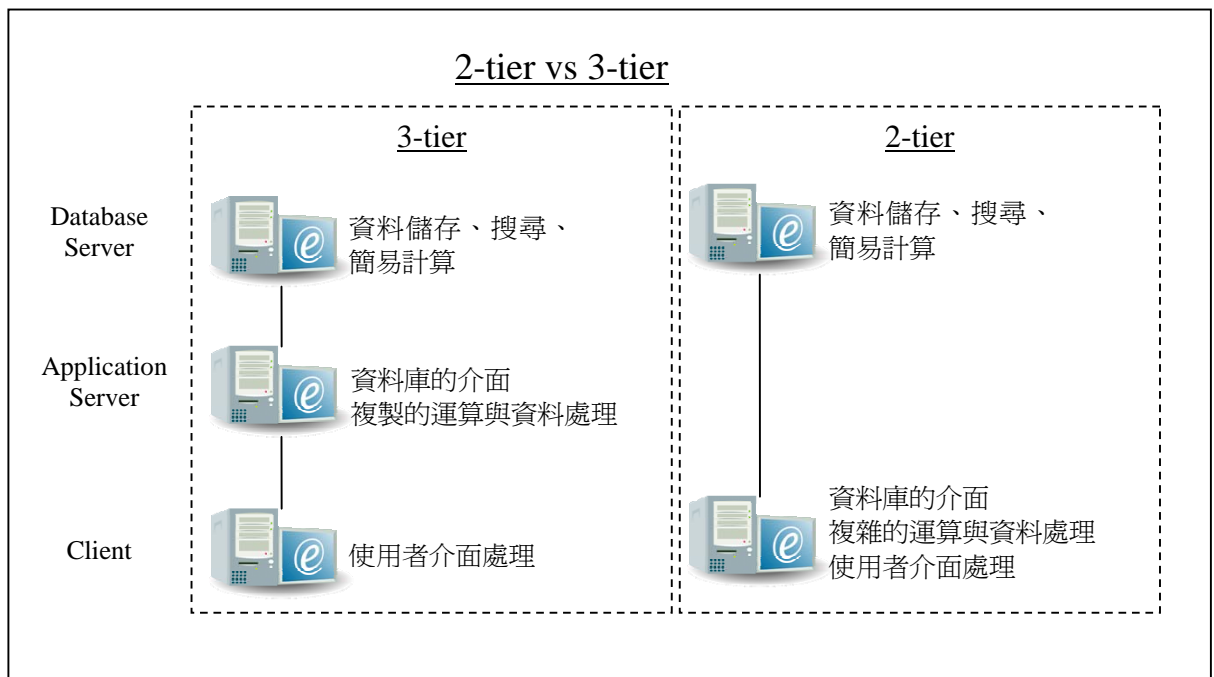 2-tier vs 3-tier
3-tier
2-tier
Database
Server
資料儲存、搜尋、
簡易計算
資料儲存、搜尋、
簡易計算
Application
Server
資料庫的介面
複製的運算與資料處理
Client
使用者介面處理
資料庫的介面
複雜的運算與資料處理
使用者介面處理